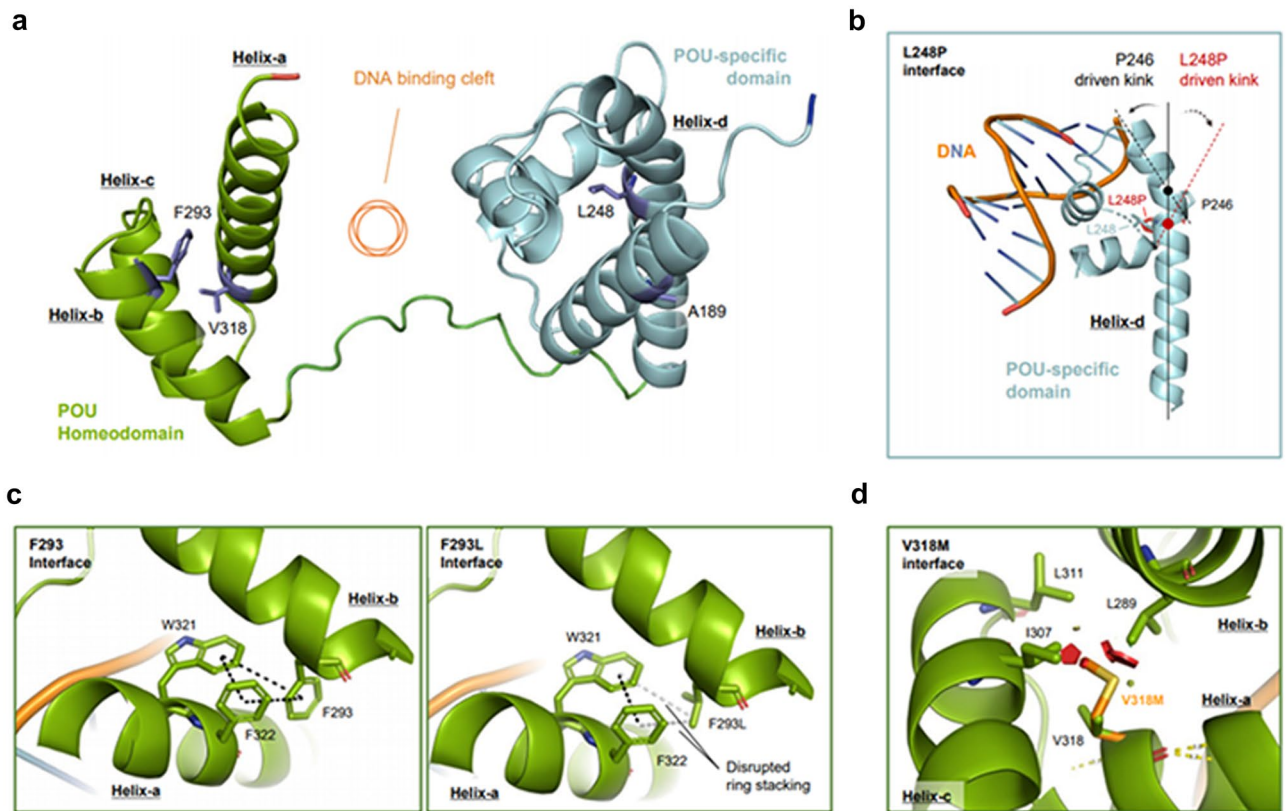 a
Helix-a
DNA binding cleft
POU-specific
domain
Helix-d
Helix-c
F293
L248
Helix-b
V318
A189
POU
Homeodomain
b
L248P
interface
P246
driven kink
L248P
driven kink
DNA
L248P
P246
L248
Helix-d
POU-specific
domain
c
F293
Interface
Helix-b
W321
F293
F322
Helix-a
F293L
Interface
Helix-b
W321
F293L
F322
Disrupted
ring stacking
Helix-a
d
V318M
interface
L311
L289
I307
Helix-b
V318M
Helix-a
V318
Helix-c